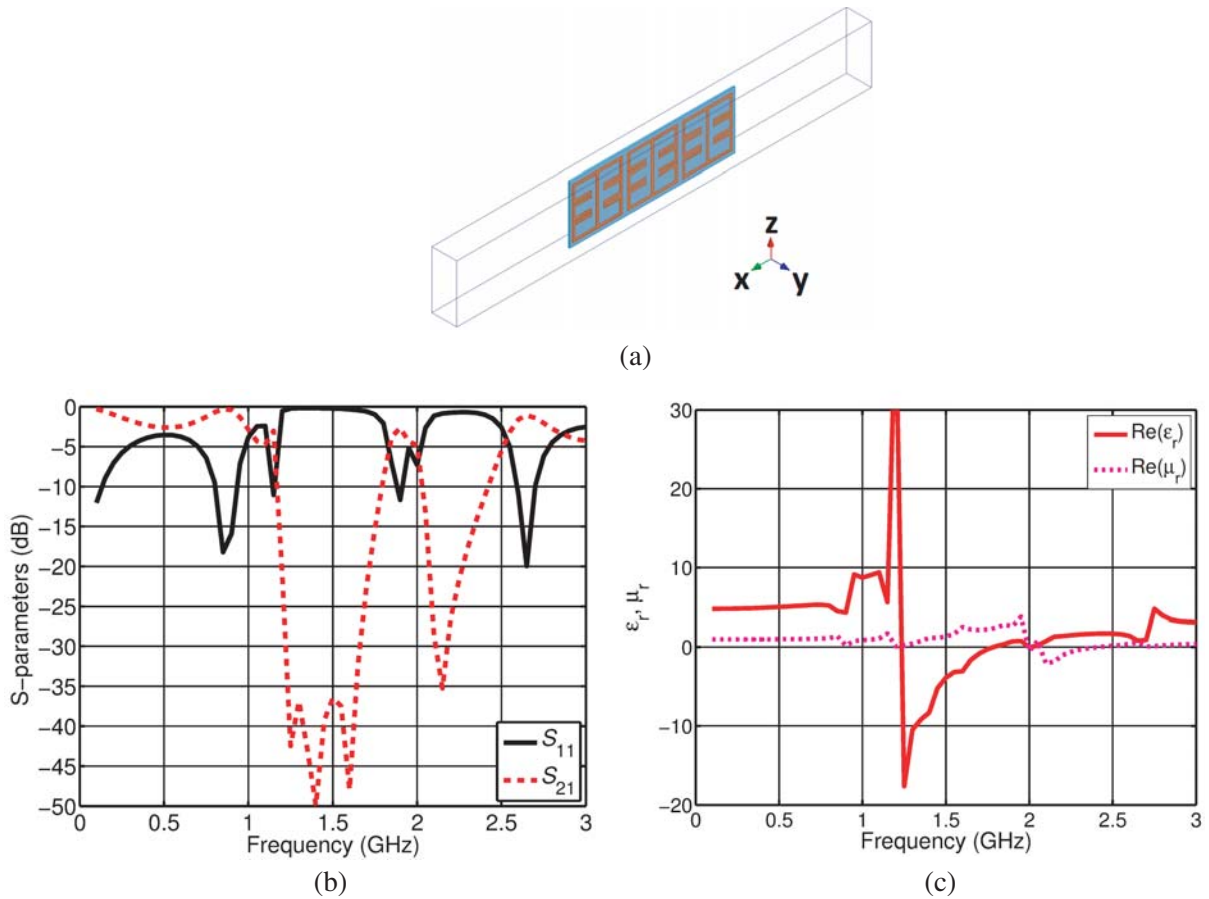 z
x y
(a)
0
−5
−10
−15
−20
−25
−30
−35
−40
−45
−50
S−parameters (dB)
S11
S21
0 0.5 1 1.5 2 2.5 3
Frequency (GHz)
(b)
30
20
10
0
−10
−20
εr, μr
Re(εr)
Re(μr)
0 0.5 1 1.5 2 2.5 3
Frequency (GHz)
(c)